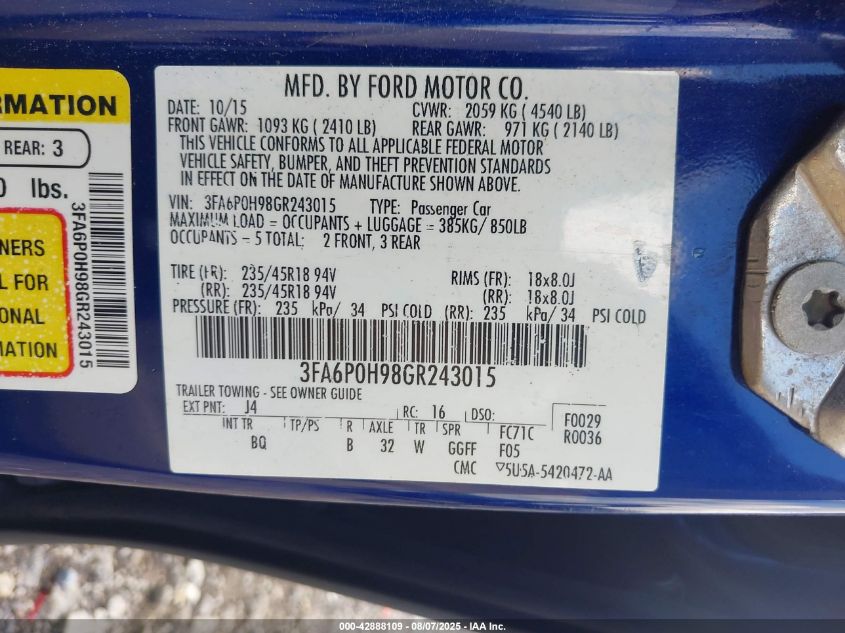 RMATION
REAR: 3
0 lbs.
NERS
L FOR
ONAL
MATION
3FA6P0H98GR243015
MFD. BY FORD MOTOR CO.
DATE: 10/15 CVWR: 2059 KG ( 4540 LB)
FRONT GAWR: 1093 KG ( 2410 LB) REAR GAWR: 971 KG ( 2140 LB)
THIS VEHICLE CONFORMS TO ALL APPLICABLE FEDERAL MOTOR
VEHICLE SAFETY, BUMPER, AND THEFT PREVENTION STANDARDS
IN EFFECT ON THE DATE OF MANUFACTURE SHOWN ABOVE.
VIN: 3FA6P0H98GR243015 TYPE: Passenger Car
MAXIMUM LOAD = OCCUPANTS + LUGGAGE = 385KG/ 850LB
OCCUPANTS = 5 TOTAL: 2 FRONT, 3 REAR
TIRE (FR): 235/45R18 94V RIMS (FR): 18x8.0J
(RR): 235/45R18 94V (RR): 18x8.0J
PRESSURE (FR): 235 kPa/ 34 PSI COLD (RR): 235 kPa/ 34 PSI COLD
3FA6P0H98GR243015
TRAILER TOWING - SEE OWNER GUIDE
EXT PNT: J4 RC: 16 DSO: F0029
INT TR TP/PS R AXLE TR SPR FC71C R0036
BQ B 32 W GGFF F05
CMC ▽5U5A-5420472-AA
000-42888109 - 08/07/2025 - IAA Inc.